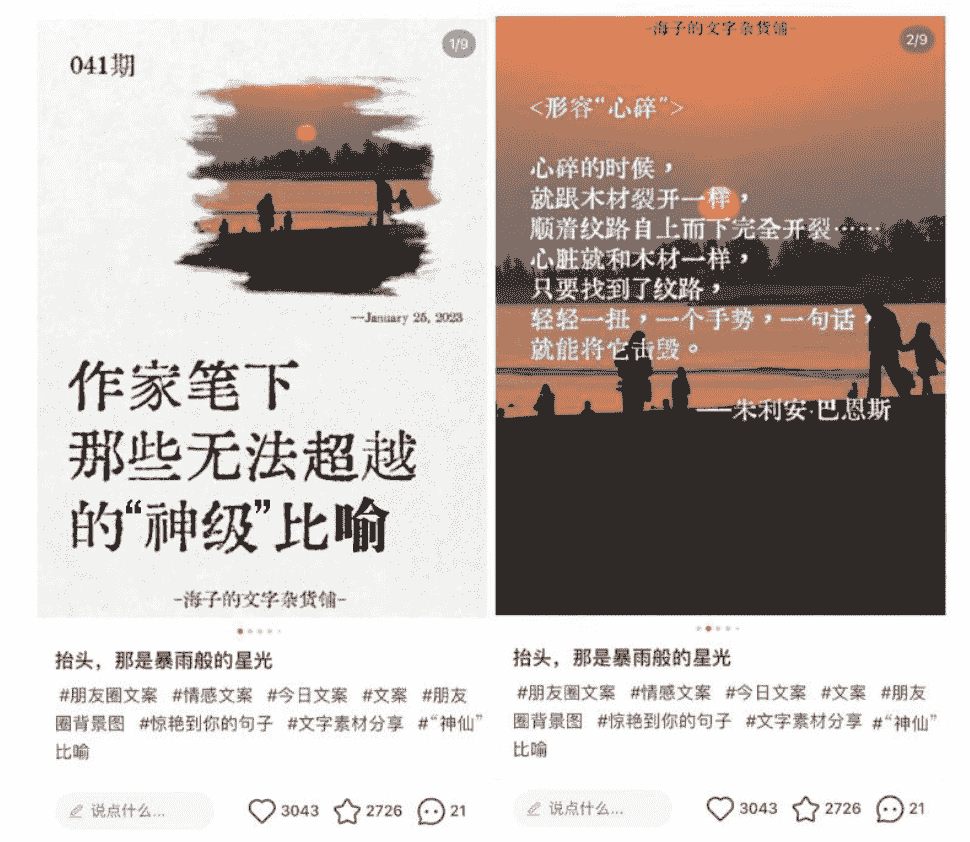 1/9
041期
—January 25, 2023
作家笔下
那些无法超越
的“神级”比喻
-海子的文字杂货铺-
抬头，那是暴雨般的星光
#朋友圈文案 #情感文案 #今日文案 #文案 #朋友
圈背景图 #惊艳到你的句子 #文字素材分享 #“神仙”
比喻
说点什么... 3043 2726 21
-海子的文字杂货铺-
2/9
<形容“心碎”>
心碎的时候，
就跟木材裂开一样，
顺着纹路自上而下完全开裂……
心脏就和木材一样，
只要找到了纹路，
轻轻一扭，一个手势，一句话，
就能将它击毁。
——朱利安·巴恩斯
抬头，那是暴雨般的星光
#朋友圈文案 #情感文案 #今日文案 #文案 #朋友
圈背景图 #惊艳到你的句子 #文字素材分享 #“神仙”
比喻
说点什么... 3043 2726 21